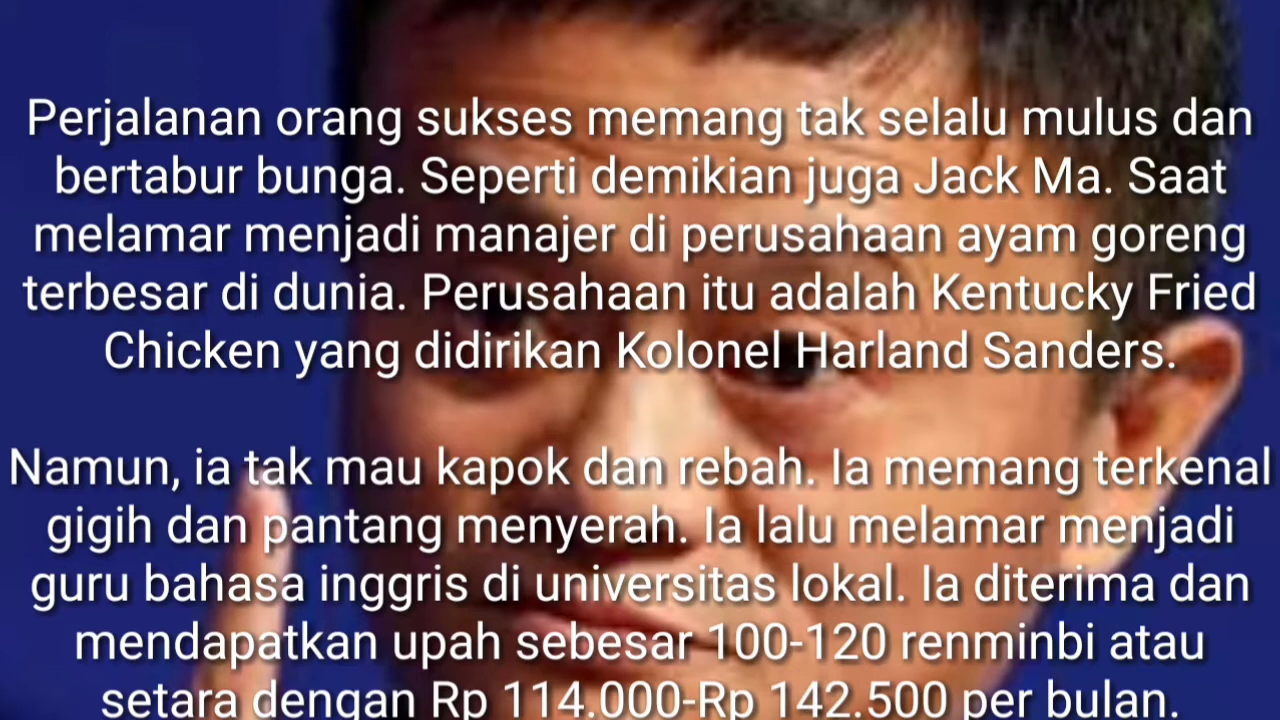 Perjalanan orang sukses memang tak selalu mulus dan
bertabur bunga. Seperti demikian juga Jack Ma. Saat
melamar menjadi manajer di perusahaan ayam goreng
terbesar di dunia. Perusahaan itu adalah Kentucky Fried
Chicken yang didirikan Kolonel Harland Sanders.
Namun, ia tak mau kapok dan rebah. Ia memang terkenal
gigih dan pantang menyerah. Ia lalu melamar menjadi
guru bahasa inggris di universitas lokal. Ia diterima dan
mendapatkan upah sebesar 100-120 renminbi atau
setara dengan Rp 114.000-Rp 142.500 per bulan.